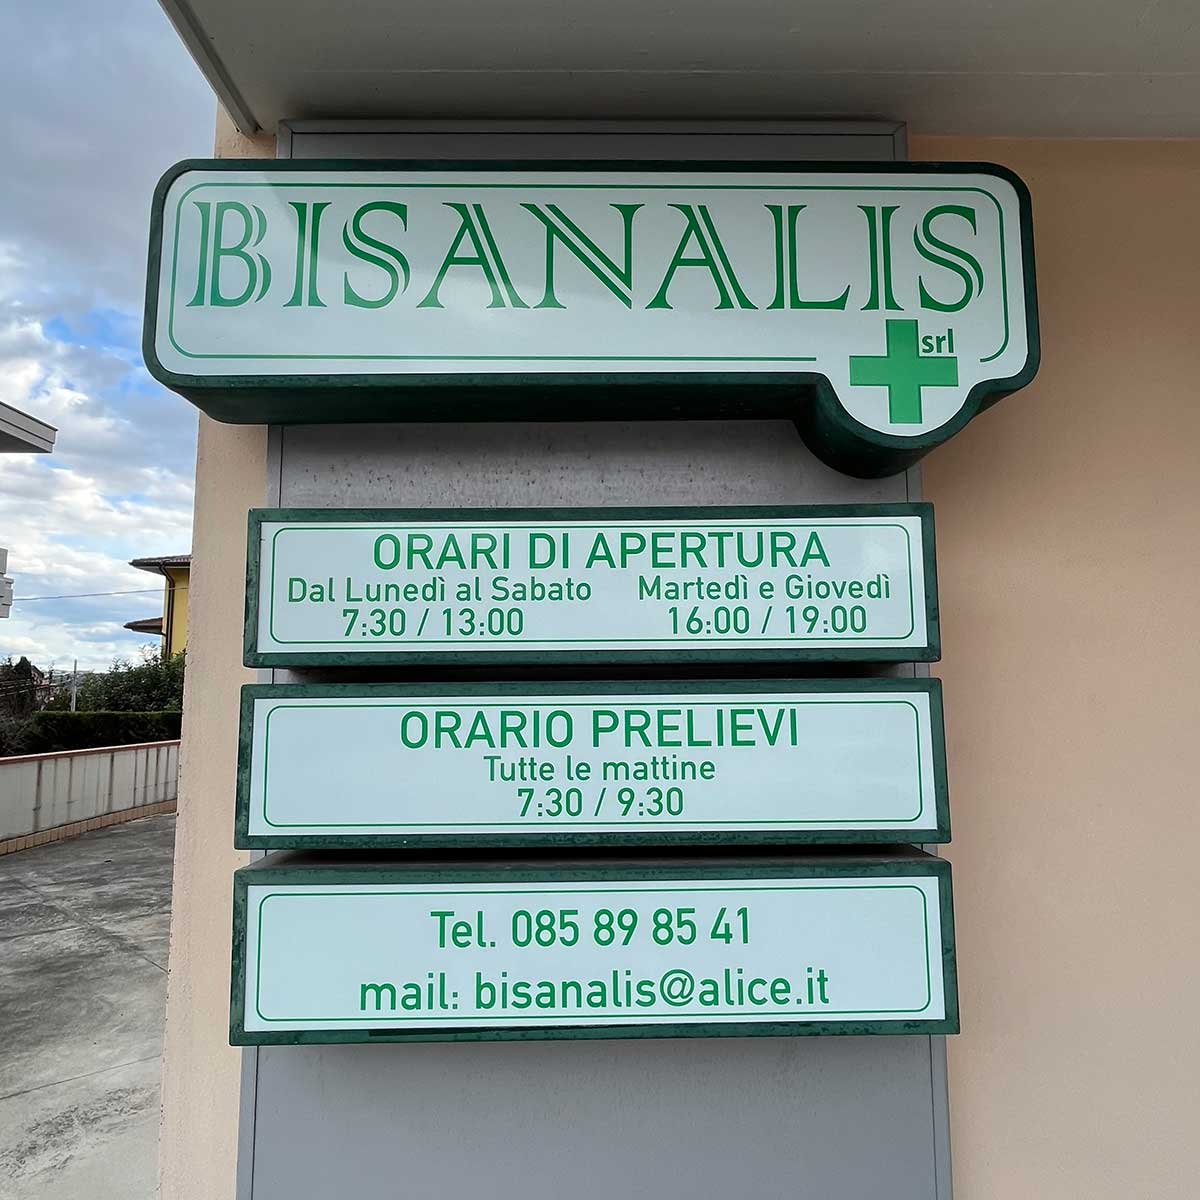 BISANALIS
srl
ORARI DI APERTURA
Dal Lunedì al Sabato Martedì e Giovedì
7:30 / 13:00 16:00 / 19:00
ORARIO PRELIEVI
Tutte le mattine
7:30 / 9:30
Tel. 085 89 85 41
mail: bisanalis@alice.it